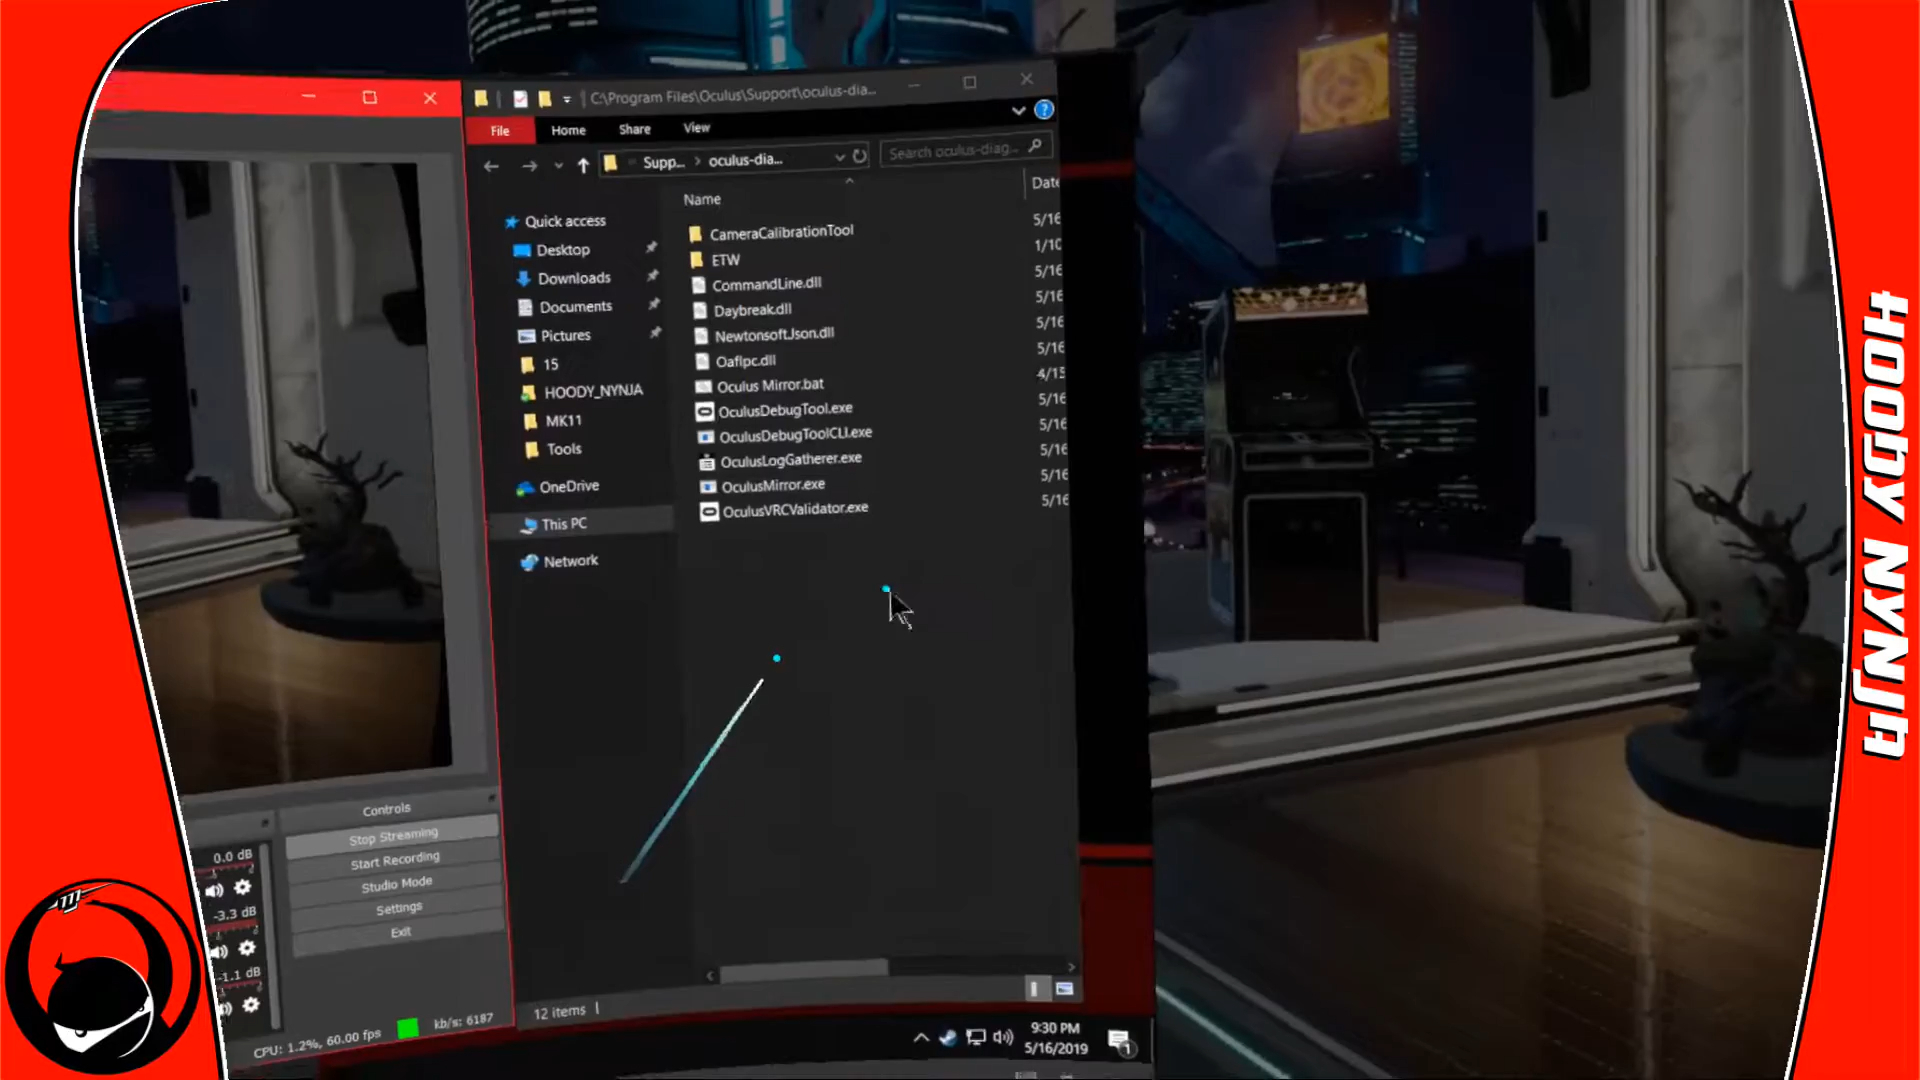 C:\Program Files\Oculus\Support\oculus-dia...
File Home Share View
Supp... > oculus-dia...
Search oculus-diag...
Name
Date
Quick access
Desktop
Downloads
Documents
Pictures
15
HOODY_NYNJA
MK11
Tools
OneDrive
This PC
Network
CameraCalibrationTool 5/16
ETW 1/10
CommandLine.dll 5/16
Daybreak.dll 5/16
NewtonsoftJson.dll 5/16
OafIpc.dll 5/16
Oculus Mirror.bat 4/15
OculusDebugTool.exe 5/16
OculusDebugToolCLI.exe 5/16
OculusLogGatherer.exe 5/16
OculusMirror.exe 5/16
OculusVRCValidator.exe 5/16
12 items
Controls
Stop Streaming
Start Recording
Studio Mode
Settings
Exit
0.0 dB
-3.3 dB
-1.1 dB
CPU: 1.2%, 60.00 fps
kb/s: 6187
9:30 PM
5/16/2019
1
HOODY NYNJA